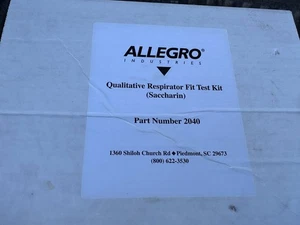 ALLEGRO®
INDUSTRIES
Qualitative Respirator Fit Test Kit
(Saccharin)
Part Number 2040
1360 Shiloh Church Rd ◆ Piedmont, SC 29673
(800) 622-3530